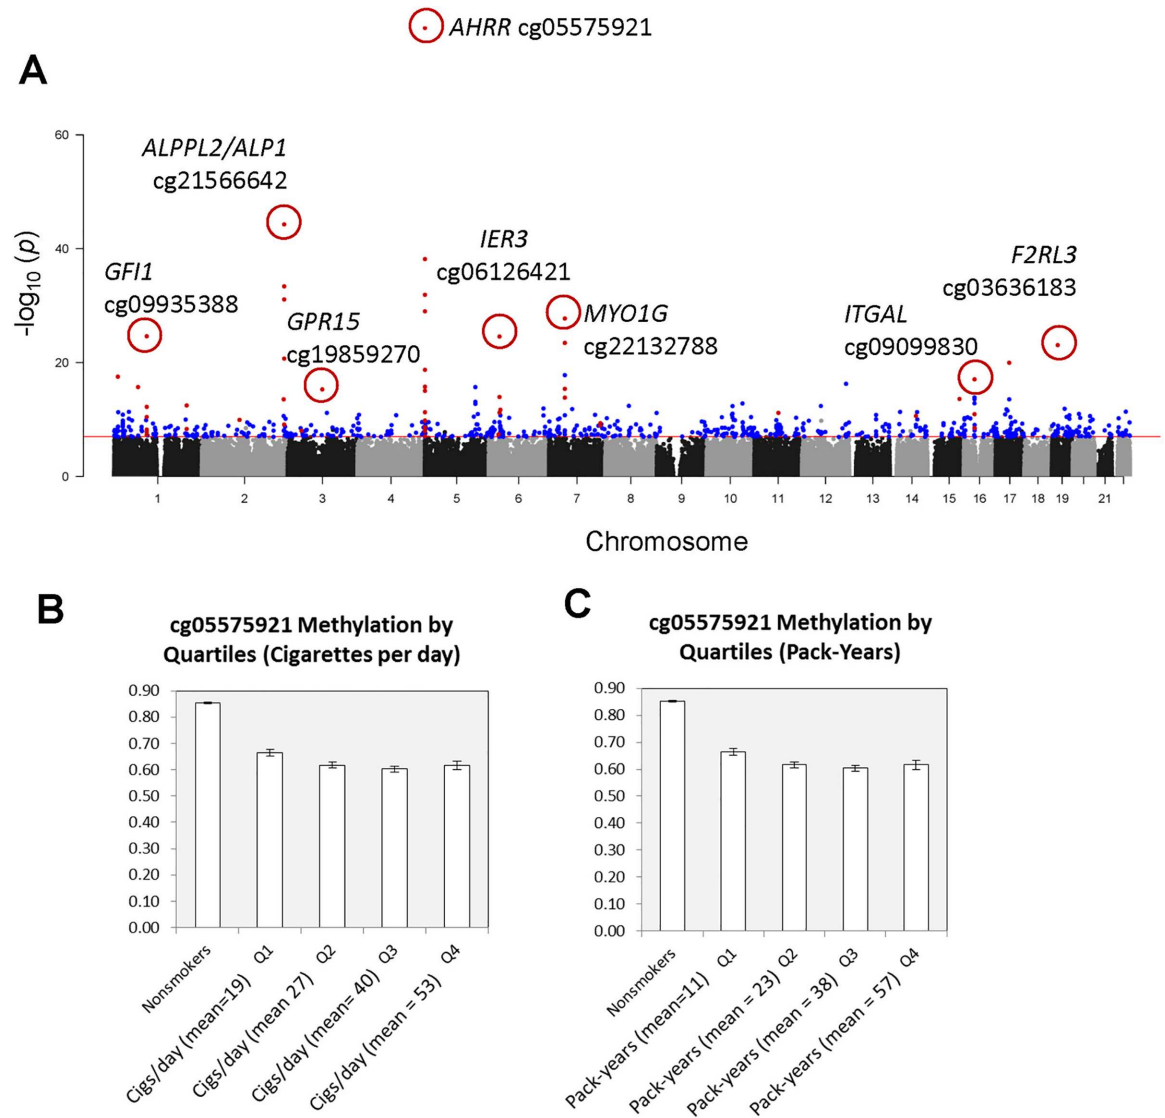 AHRR cg05575921
A
60
40
20
0
-log10 (p)
ALPPL2/ALP1
cg21566642
GFI1
cg09935388
GPR15
cg19859270
IER3
cg06126421
MYO1G
cg22132788
ITGAL
cg09099830
F2RL3
cg03636183
1 2 3 4 5 6 7 8 9 10 11 12 13 14 15 16 17 18 19 21
Chromosome
B
cg05575921 Methylation by
Quartiles (Cigarettes per day)
0.90
0.80
0.70
0.60
0.50
0.40
0.30
0.20
0.10
0.00
Nonsmokers
Cigs/day (mean=19) Q1
Cigs/day (mean 27) Q2
Cigs/day (mean= 40) Q3
Cigs/day (mean = 53) Q4
C
cg05575921 Methylation by
Quartiles (Pack-Years)
0.90
0.80
0.70
0.60
0.50
0.40
0.30
0.20
0.10
0.00
Nonsmokers
Pack-years (mean=11) Q1
Pack-years (mean = 23) Q2
Pack-years (mean = 38) Q3
Pack-years (mean = 57) Q4